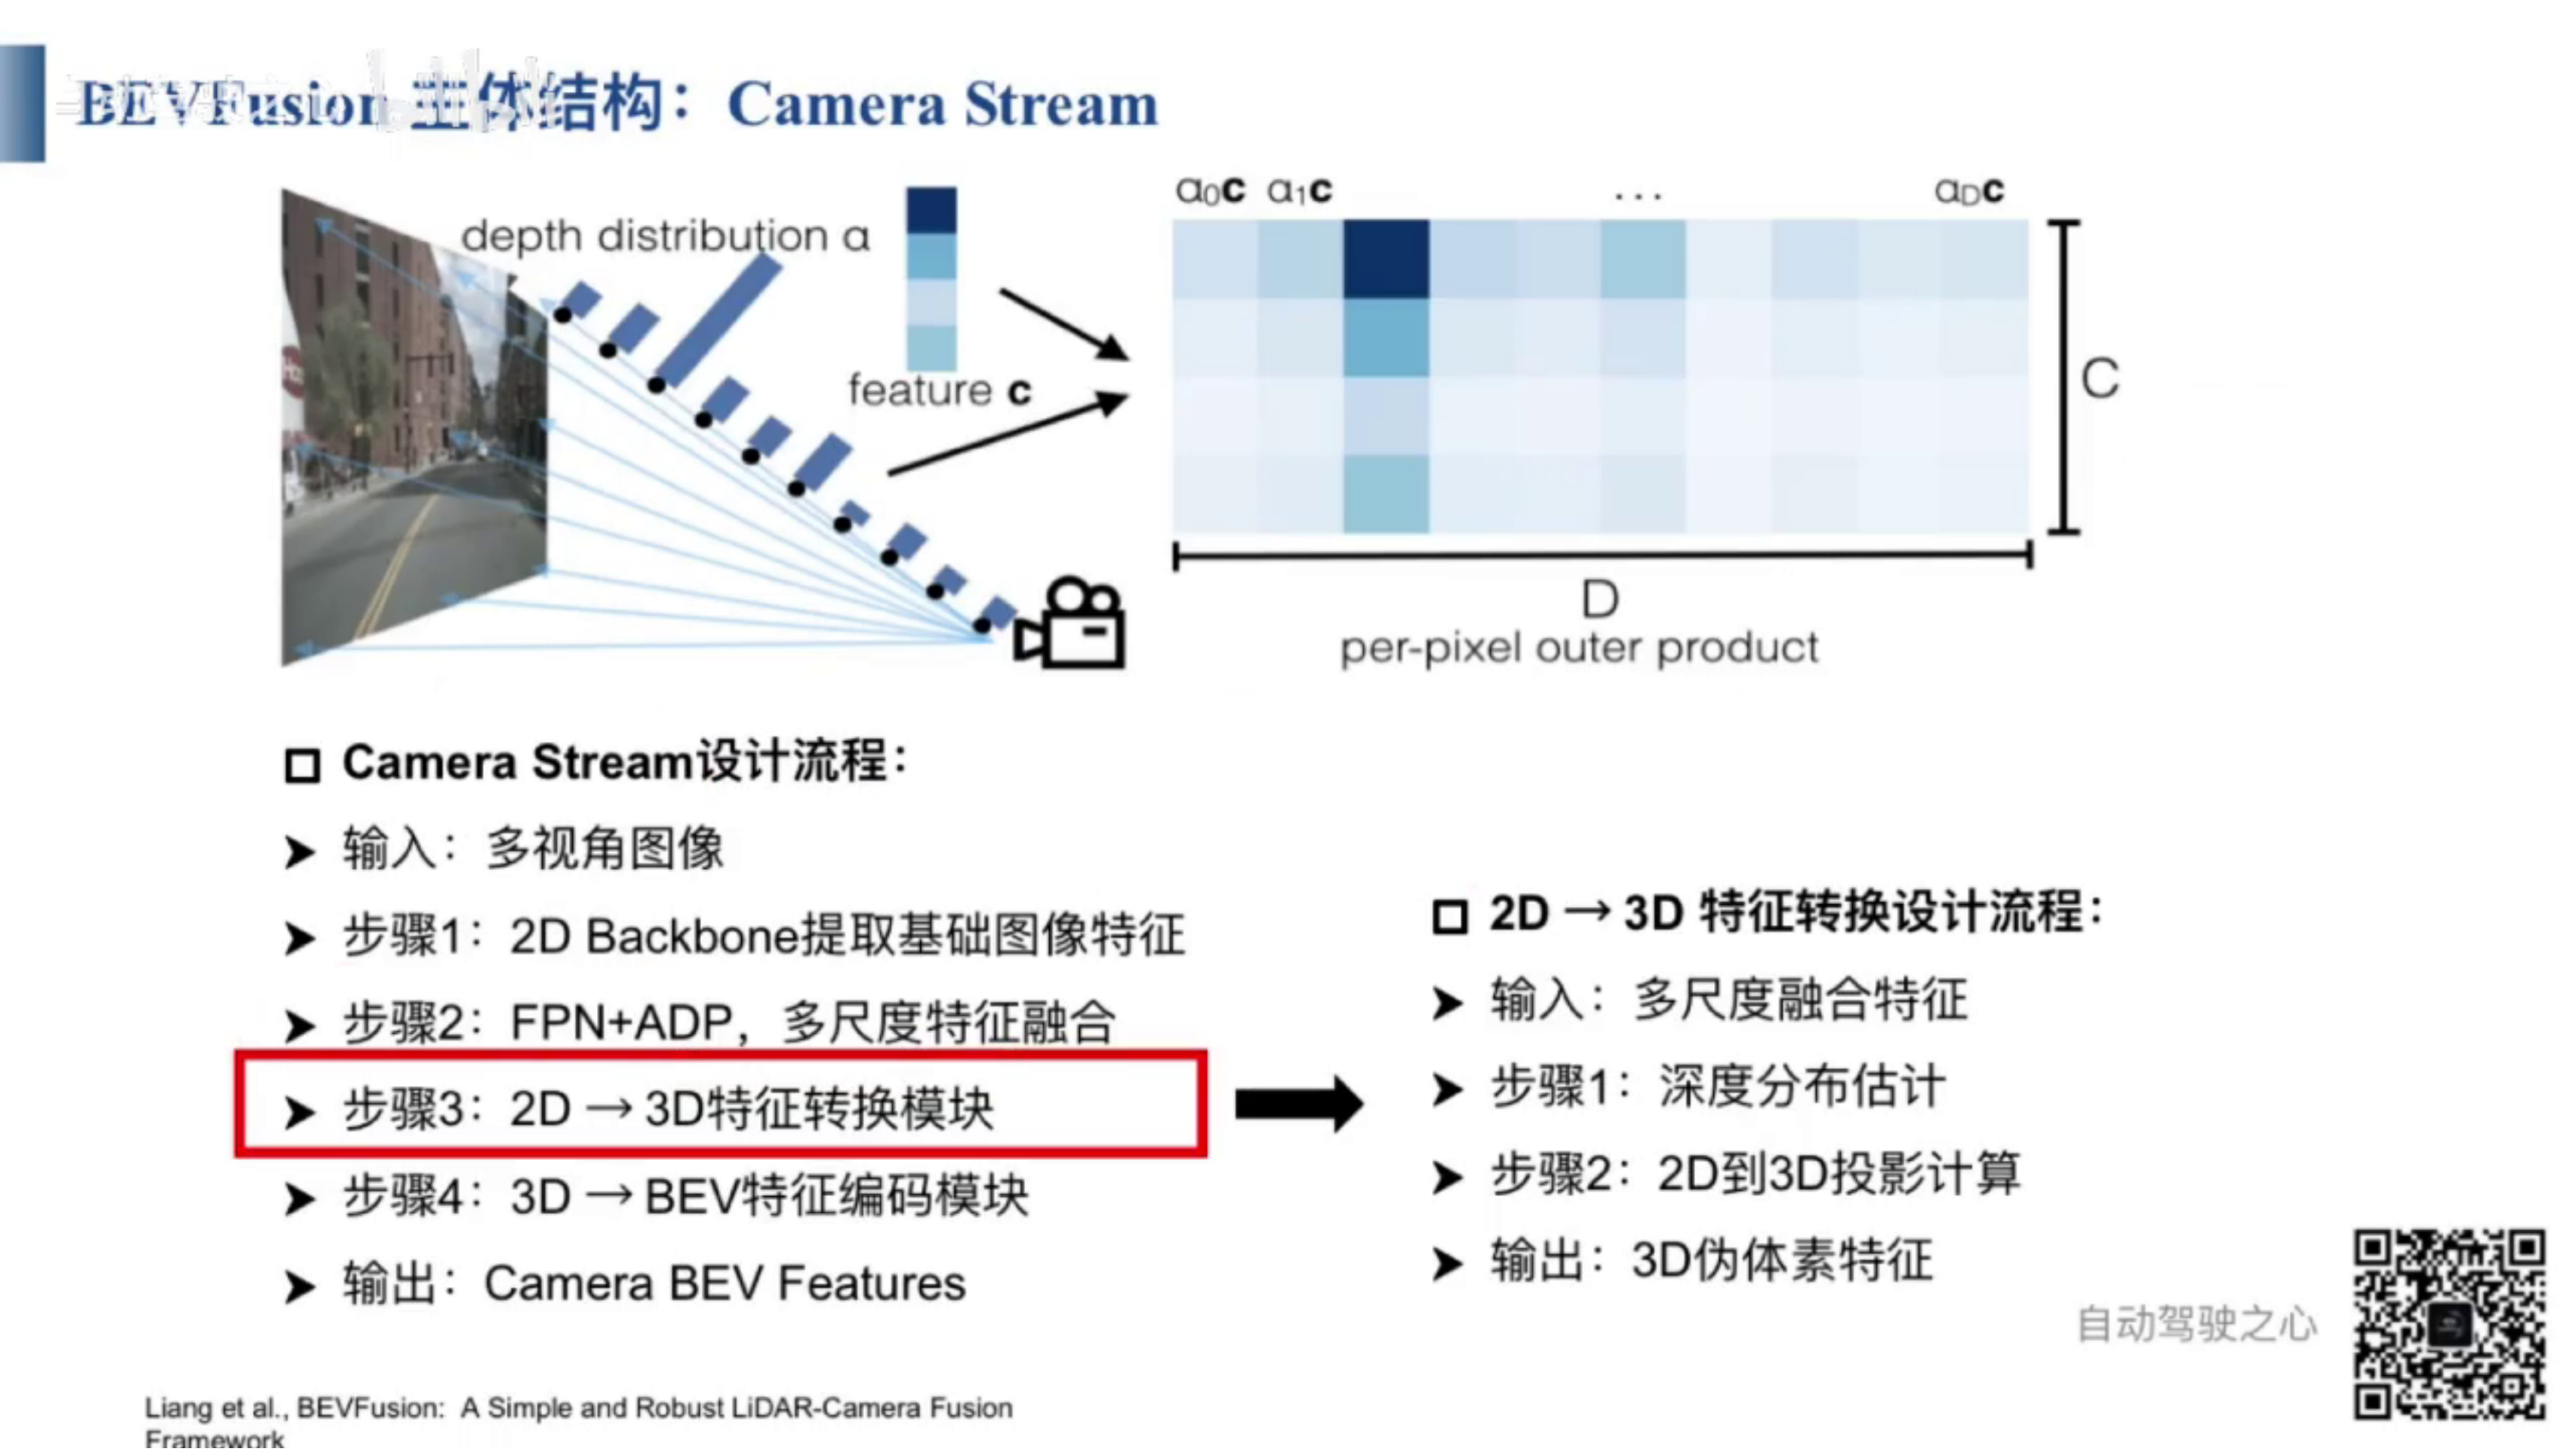 BEVFusion 主体结构：Camera Stream
depth distribution α
feature c
α₀c α₁c ... αDc
C
D
per-pixel outer product
Camera Stream设计流程：
输入：多视角图像
步骤1：2D Backbone提取基础图像特征
步骤2：FPN+ADP，多尺度特征融合
步骤3：2D → 3D特征转换模块
步骤4：3D → BEV特征编码模块
输出：Camera BEV Features
2D → 3D 特征转换设计流程：
输入：多尺度融合特征
步骤1：深度分布估计
步骤2：2D到3D投影计算
输出：3D伪体素特征
自动驾驶之心
Liang et al., BEVFusion: A Simple and Robust LiDAR-Camera Fusion
Framework